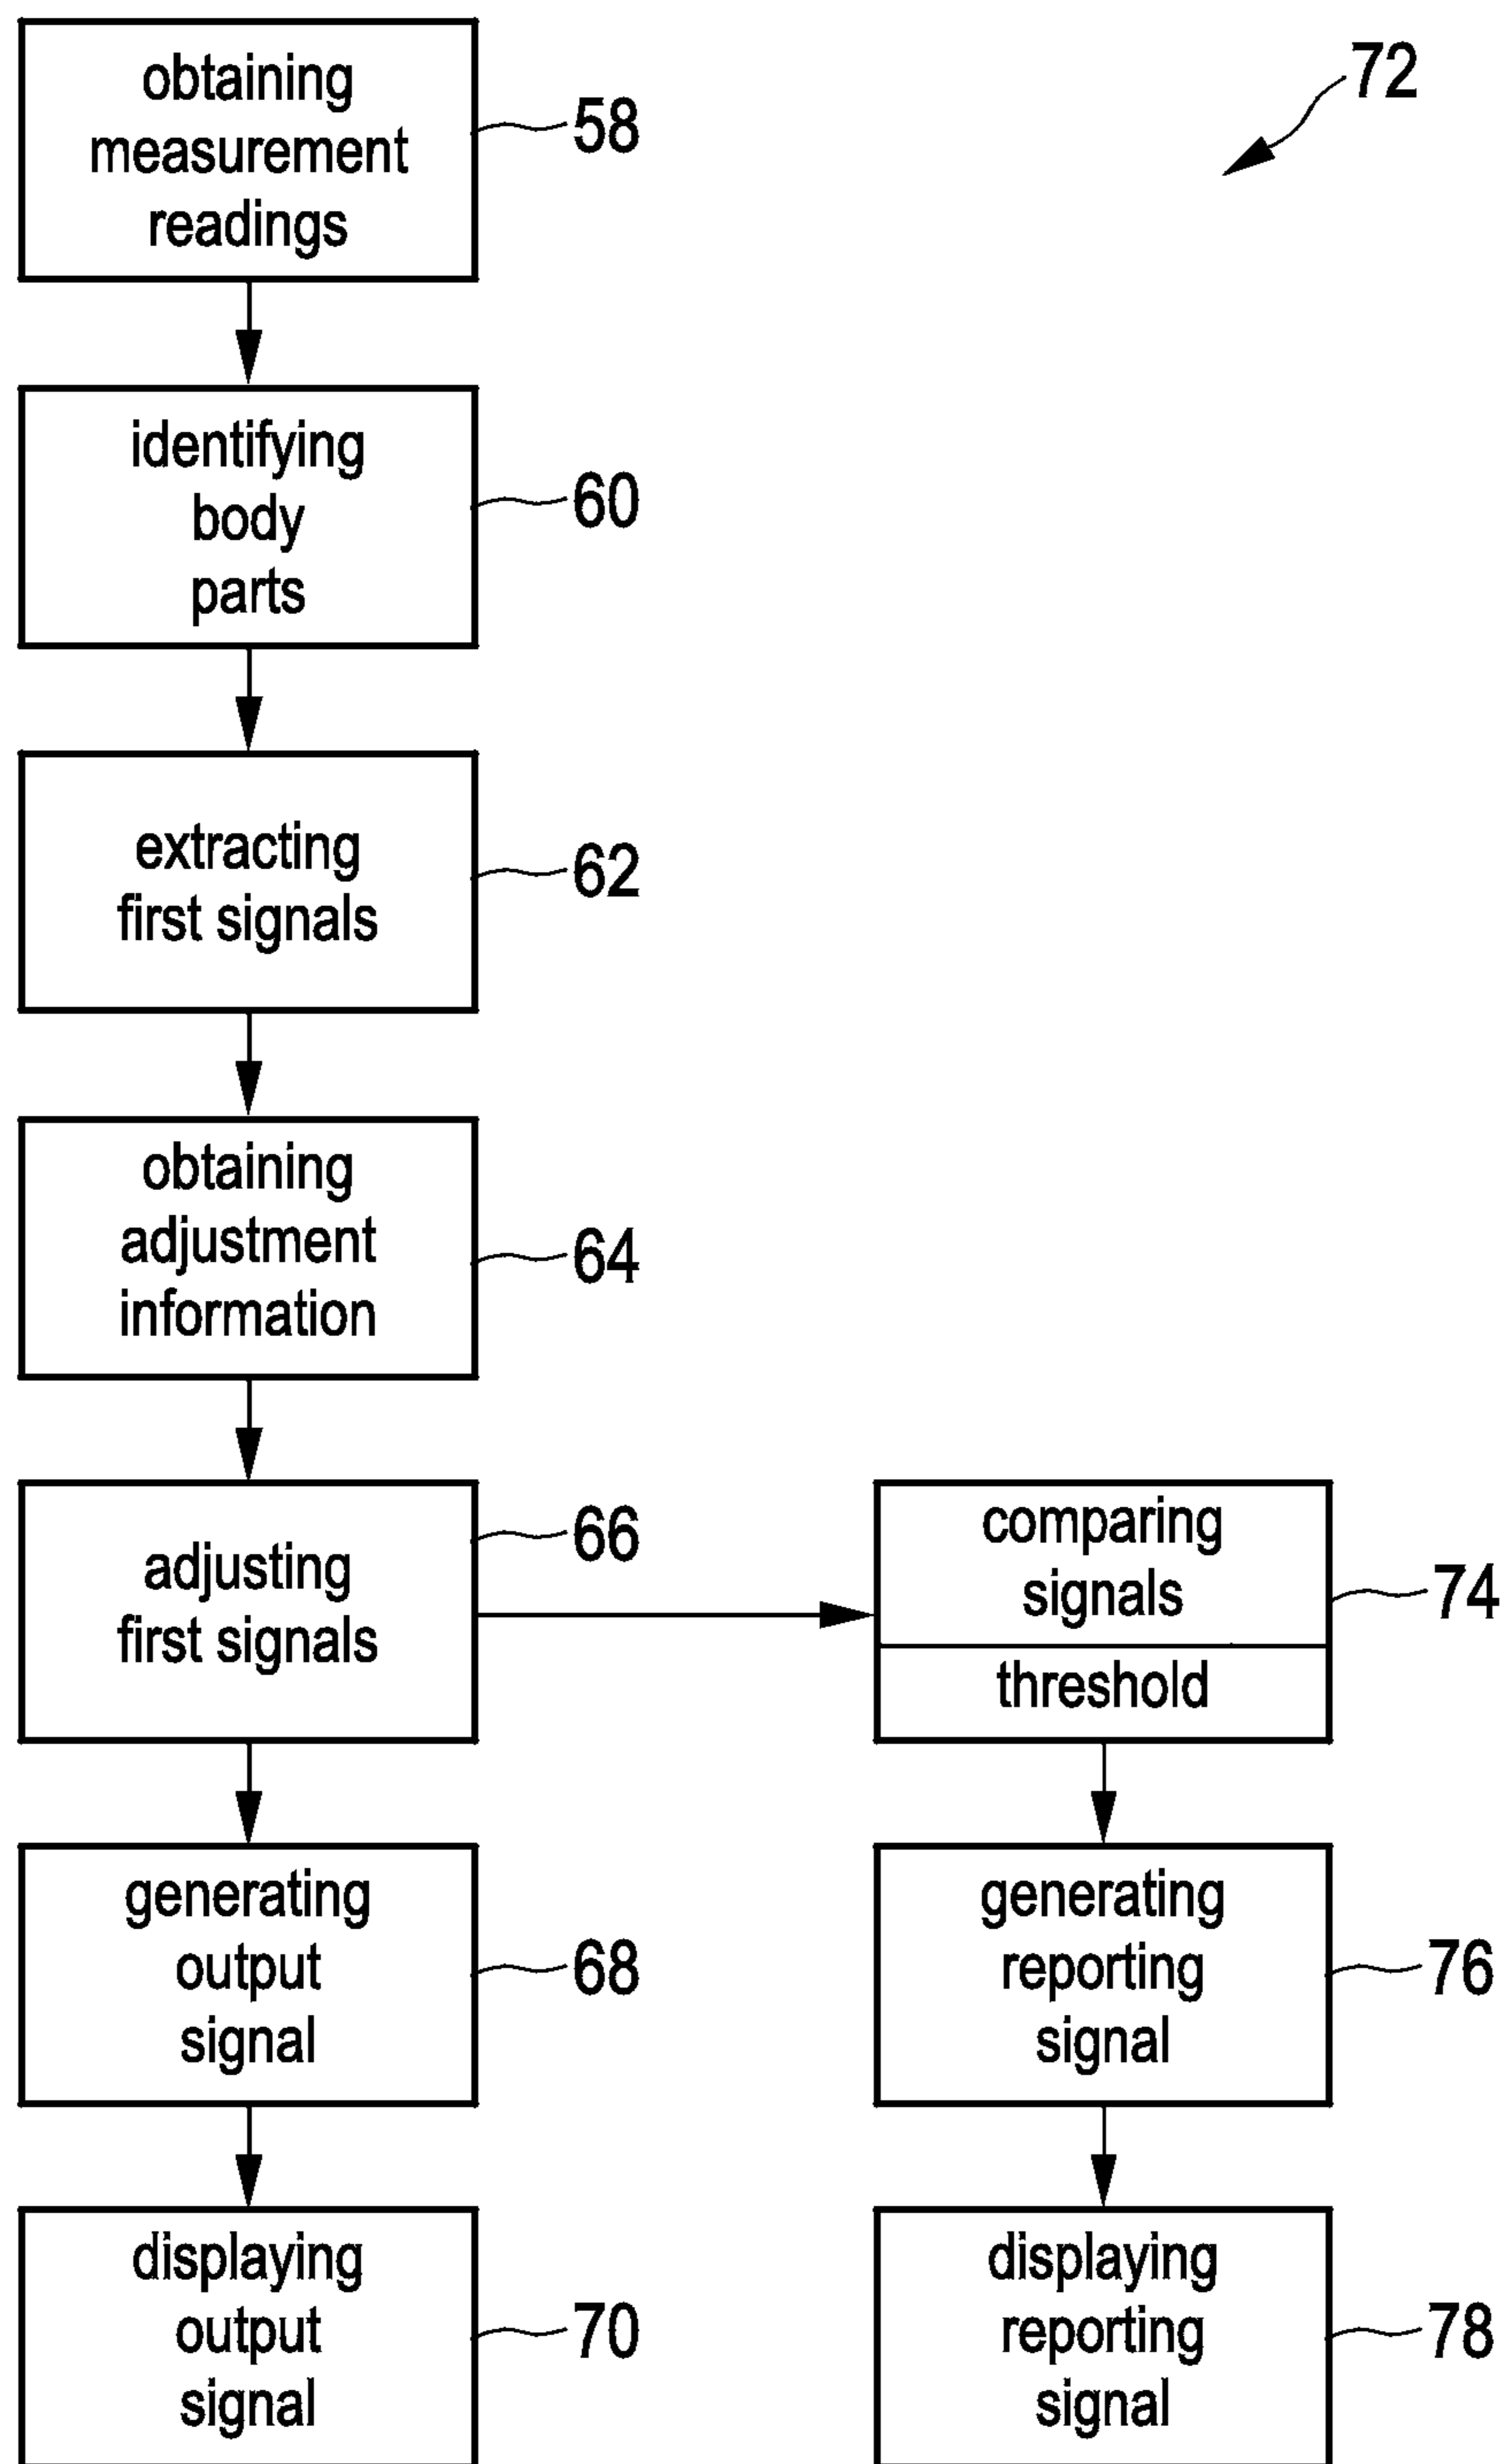 72
obtaining
measurement
readings
58
identifying
body
parts
60
extracting
first signals
62
obtaining
adjustment
information
64
adjusting
first signals
66
comparing
signals
threshold
74
generating
output
signal
68
generating
reporting
signal
76
displaying
output
signal
70
displaying
reporting
signal
78